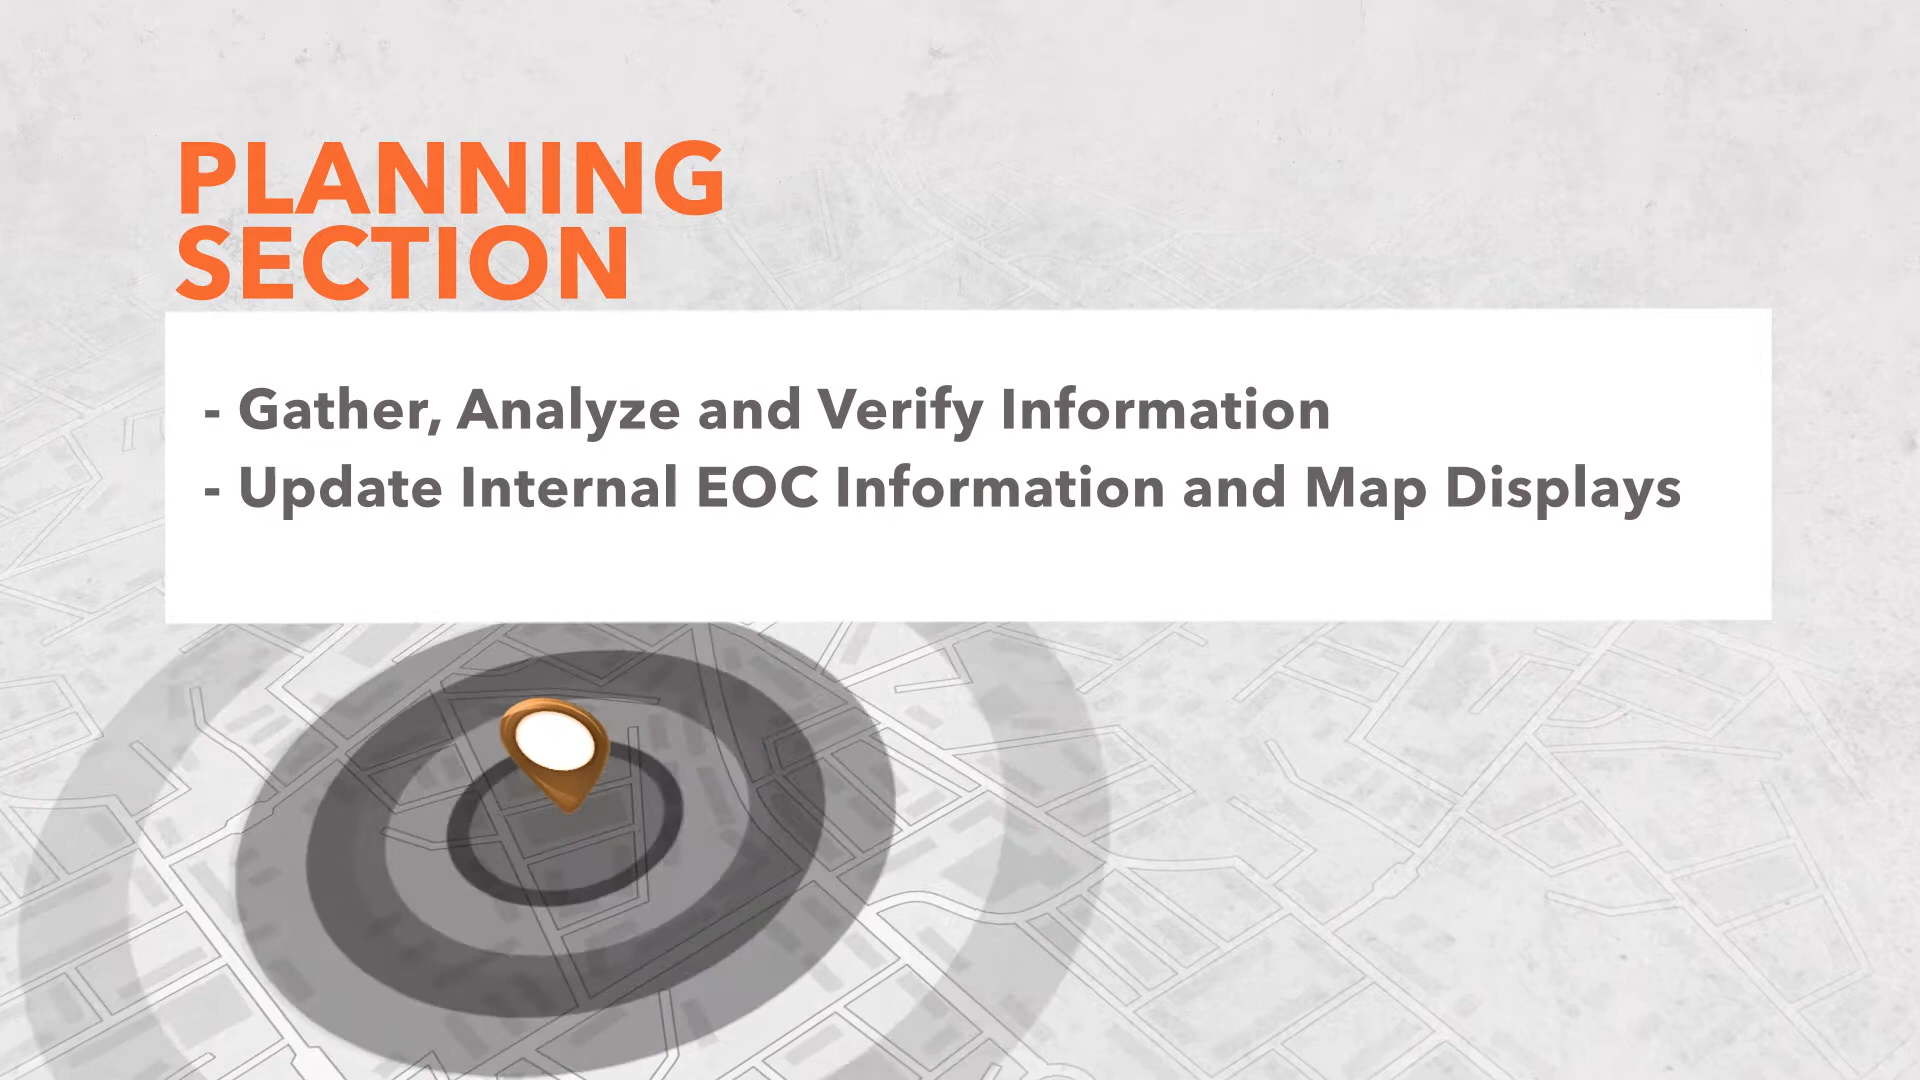 PLANNING
SECTION
- Gather, Analyze and Verify Information
- Update Internal EOC Information and Map Displays